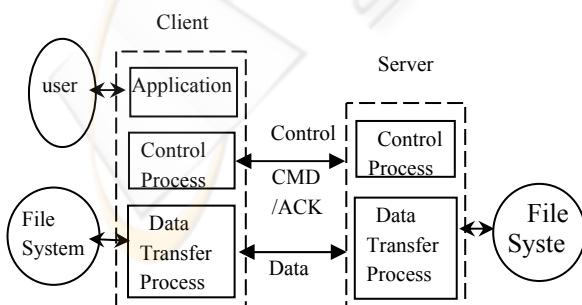 Client
Server
user
Application
Control
Process
Control
CMD
/ACK
Control
Process
File
System
Data
Transfer
Process
Data
Data
Transfer
Process
File
Syste